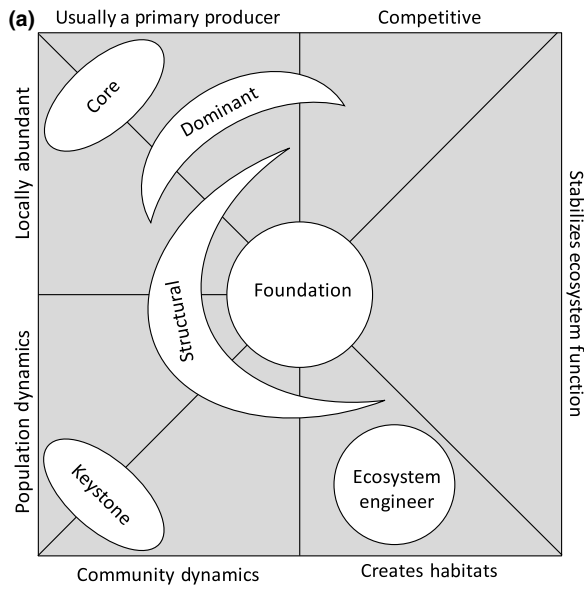 (a)
Usually a primary producer
Competitive
Core
Dominant
Locally abundant
Stabilizes ecosystem function
Foundation
Structural
Population dynamics
Keystone
Ecosystem
engineer
Community dynamics
Creates habitats